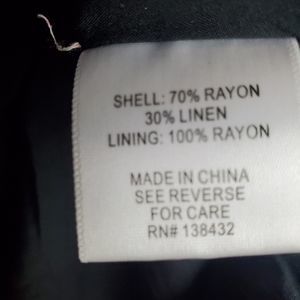 SHELL: 70% RAYON
30% LINEN
LINING: 100% RAYON
MADE IN CHINA
SEE REVERSE
FOR CARE
RN# 138432